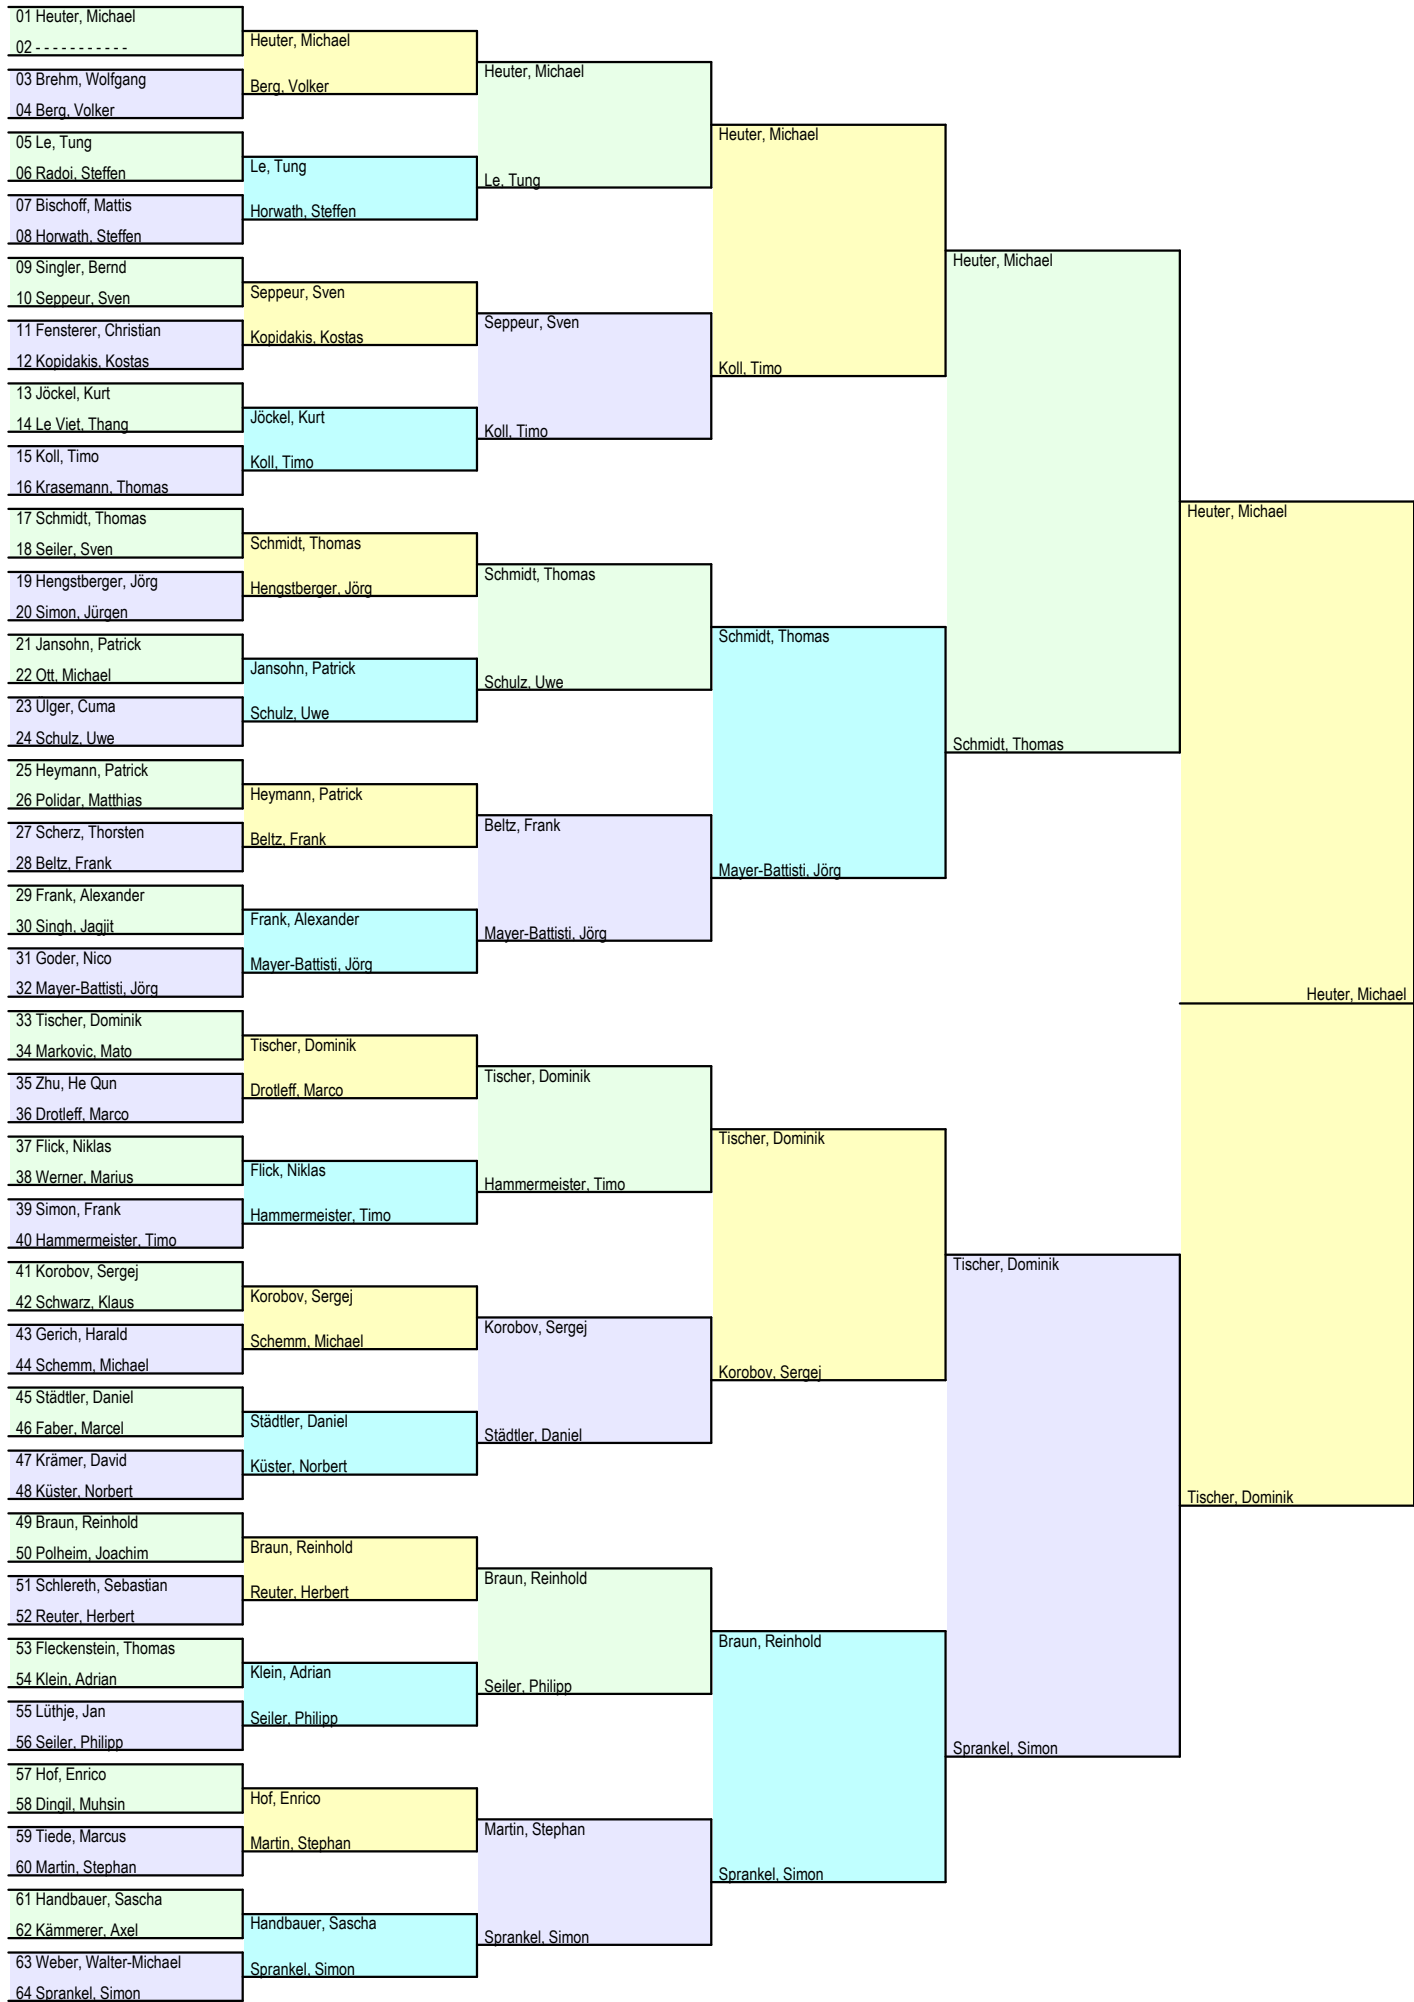 01 Heuter, Michael
02 - - - - - - - - - - -
03 Brehm, Wolfgang
04 Berg, Volker
05 Le, Tung
06 Radoi, Steffen
07 Bischoff, Mattis
08 Horwath, Steffen
09 Singler, Bernd
10 Seppeur, Sven
11 Fensterer, Christian
12 Kopidakis, Kostas
13 Jöckel, Kurt
14 Le Viet, Thang
15 Koll, Timo
16 Krasemann, Thomas
17 Schmidt, Thomas
18 Seiler, Sven
19 Hengstberger, Jörg
20 Simon, Jürgen
21 Jansohn, Patrick
22 Ott, Michael
23 Ülger, Cuma
24 Schulz, Uwe
25 Heymann, Patrick
26 Polidar, Matthias
27 Scherz, Thorsten
28 Beltz, Frank
29 Frank, Alexander
30 Singh, Jagjit
31 Goder, Nico
32 Mayer-Battisti, Jörg
33 Tischer, Dominik
34 Markovic, Mato
35 Zhu, He Qun
36 Drotleff, Marco
37 Flick, Niklas
38 Werner, Marius
39 Simon, Frank
40 Hammermeister, Timo
41 Korobov, Sergej
42 Schwarz, Klaus
43 Gerich, Harald
44 Schemm, Michael
45 Städtler, Daniel
46 Faber, Marcel
47 Krämer, David
48 Küster, Norbert
49 Braun, Reinhold
50 Polheim, Joachim
51 Schlereth, Sebastian
52 Reuter, Herbert
53 Fleckenstein, Thomas
54 Klein, Adrian
55 Lüthje, Jan
56 Seiler, Philipp
57 Hof, Enrico
58 Dingil, Muhsin
59 Tiede, Marcus
60 Martin, Stephan
61 Handbauer, Sascha
62 Kämmerer, Axel
63 Weber, Walter-Michael
64 Sprankel, Simon
Heuter, Michael
Berg, Volker
Le, Tung
Horwath, Steffen
Seppeur, Sven
Kopidakis, Kostas
Jöckel, Kurt
Koll, Timo
Schmidt, Thomas
Hengstberger, Jörg
Jansohn, Patrick
Schulz, Uwe
Heymann, Patrick
Beltz, Frank
Frank, Alexander
Mayer-Battisti, Jörg
Tischer, Dominik
Drotleff, Marco
Flick, Niklas
Hammermeister, Timo
Korobov, Sergej
Schemm, Michael
Städtler, Daniel
Küster, Norbert
Braun, Reinhold
Reuter, Herbert
Klein, Adrian
Seiler, Philipp
Hof, Enrico
Martin, Stephan
Handbauer, Sascha
Sprankel, Simon
Heuter, Michael
Le, Tung
Seppeur, Sven
Koll, Timo
Schmidt, Thomas
Schulz, Uwe
Beltz, Frank
Mayer-Battisti, Jörg
Tischer, Dominik
Hammermeister, Timo
Korobov, Sergej
Städtler, Daniel
Braun, Reinhold
Seiler, Philipp
Martin, Stephan
Sprankel, Simon
Heuter, Michael
Koll, Timo
Schmidt, Thomas
Mayer-Battisti, Jörg
Tischer, Dominik
Korobov, Sergej
Braun, Reinhold
Sprankel, Simon
Heuter, Michael
Schmidt, Thomas
Tischer, Dominik
Sprankel, Simon
Heuter, Michael
Tischer, Dominik
Heuter, Michael